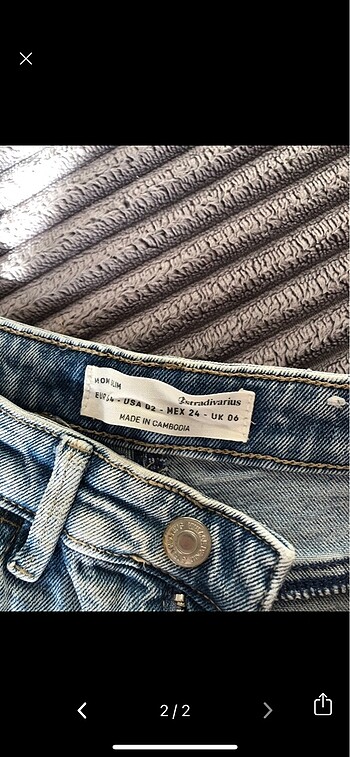 MOM SLIM
Stradivarius
EUR 34 - USA 02 - MEX 24 - UK 06
MADE IN CAMBODIA
2/2